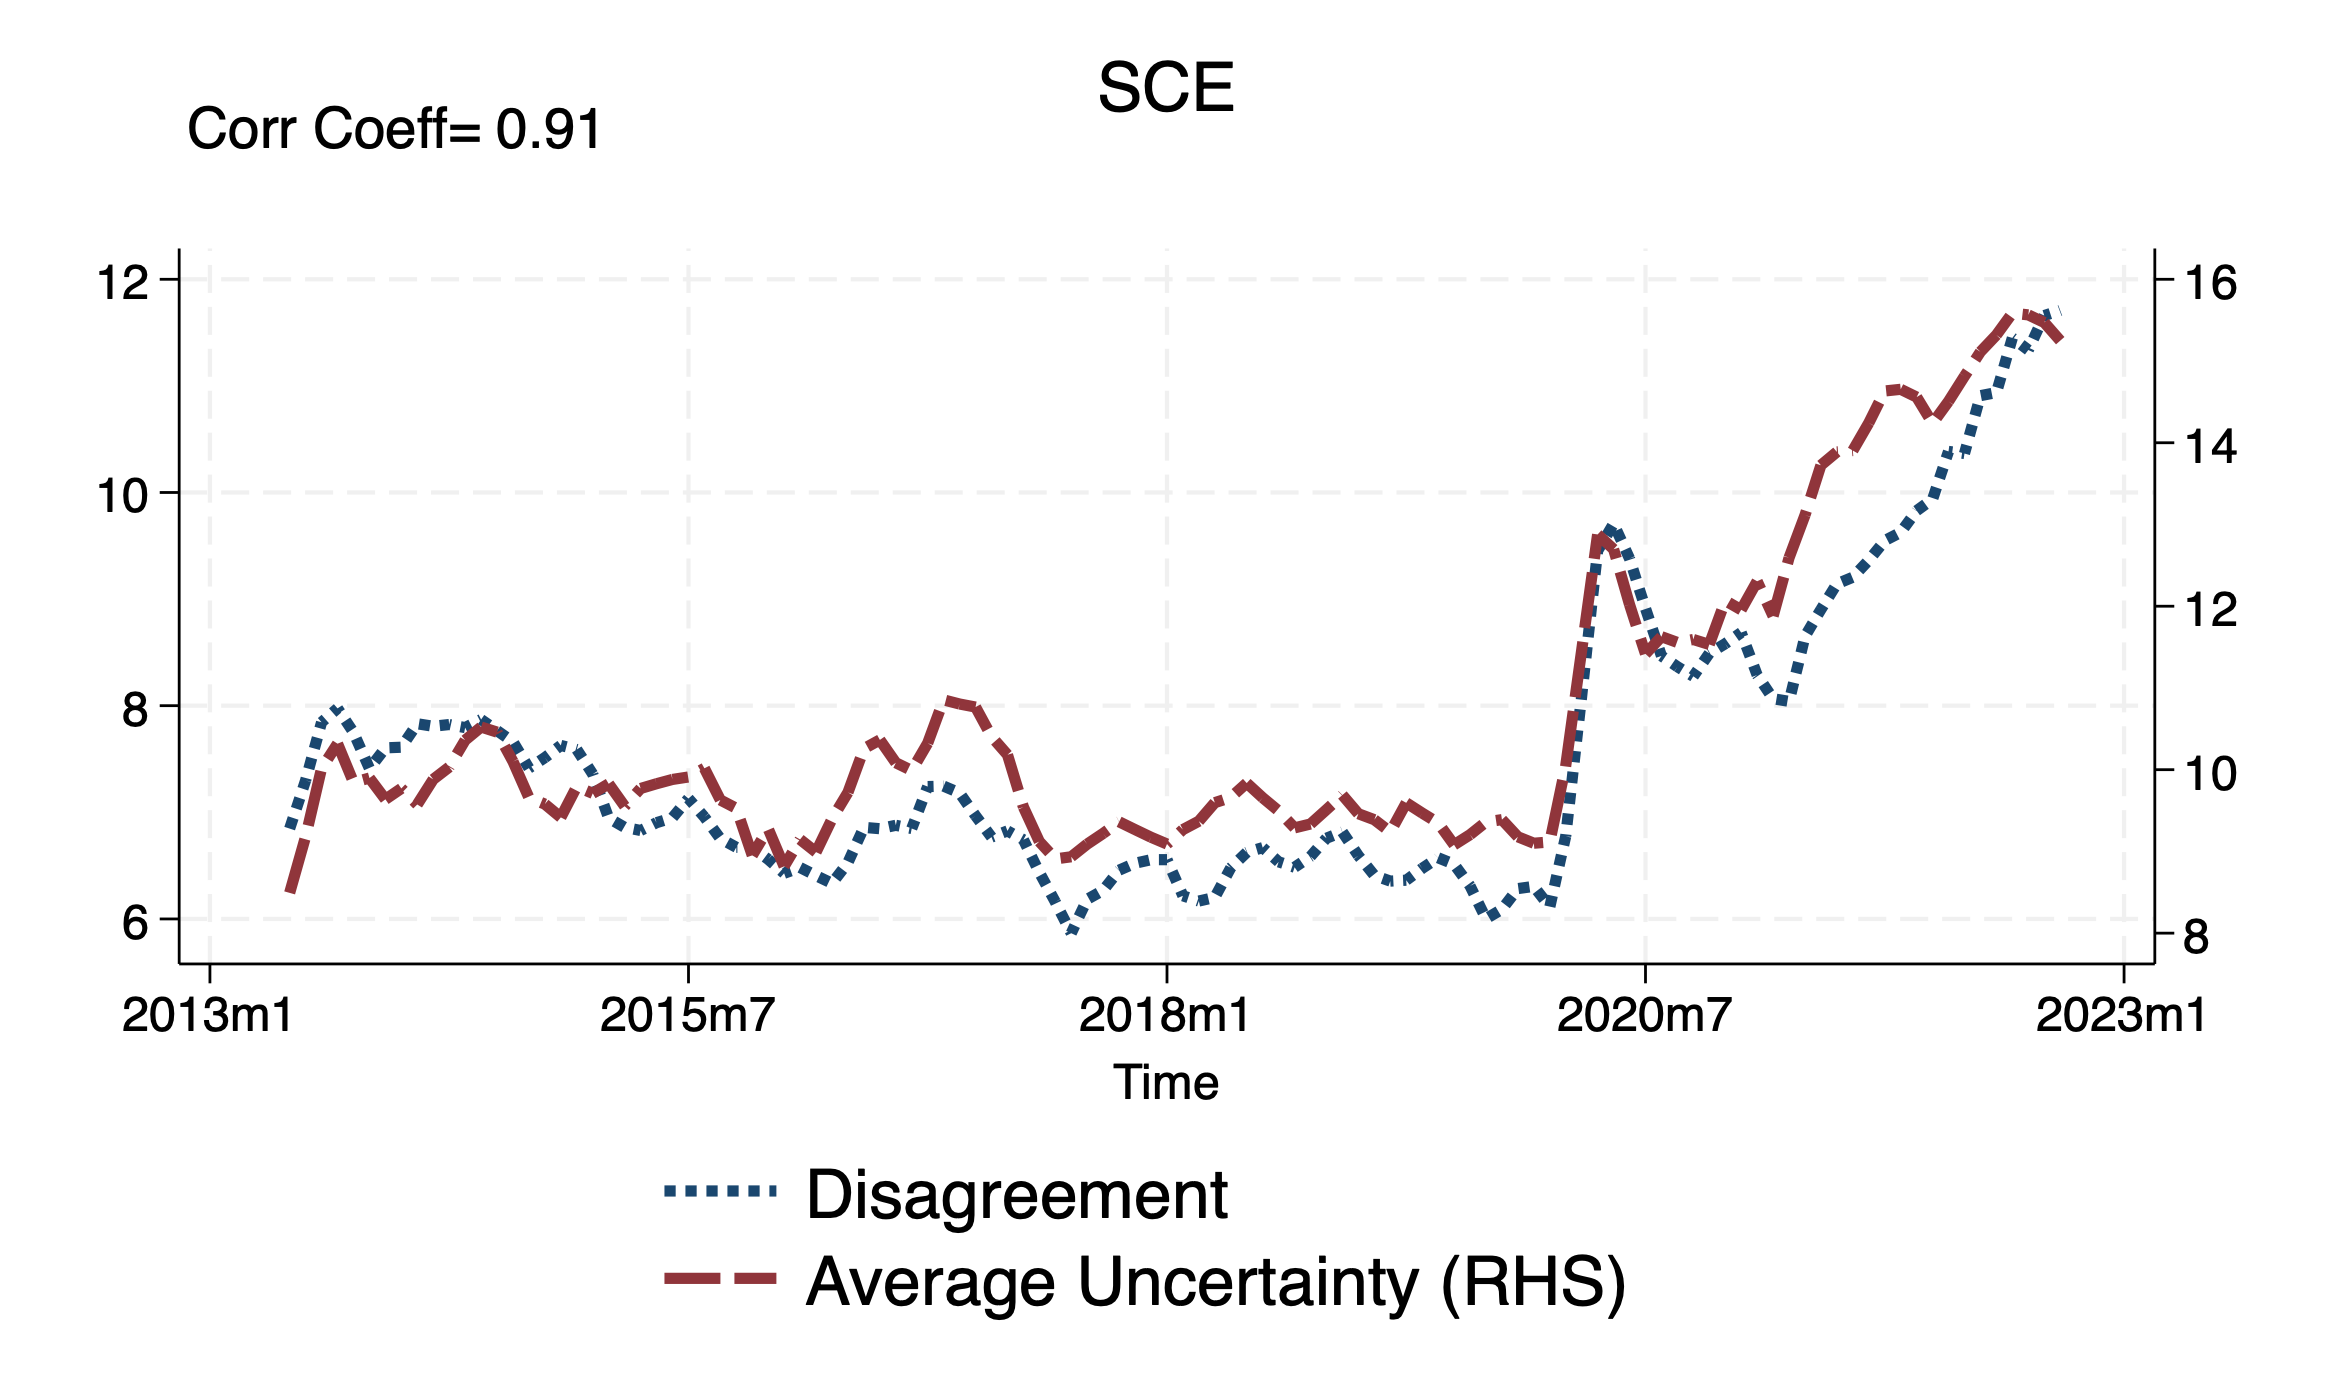 SCE
Corr Coeff= 0.91
12
10
8
6
16
14
12
10
8
2013m1 2015m7 2018m1 2020m7 2023m1
Time
Disagreement
Average Uncertainty (RHS)